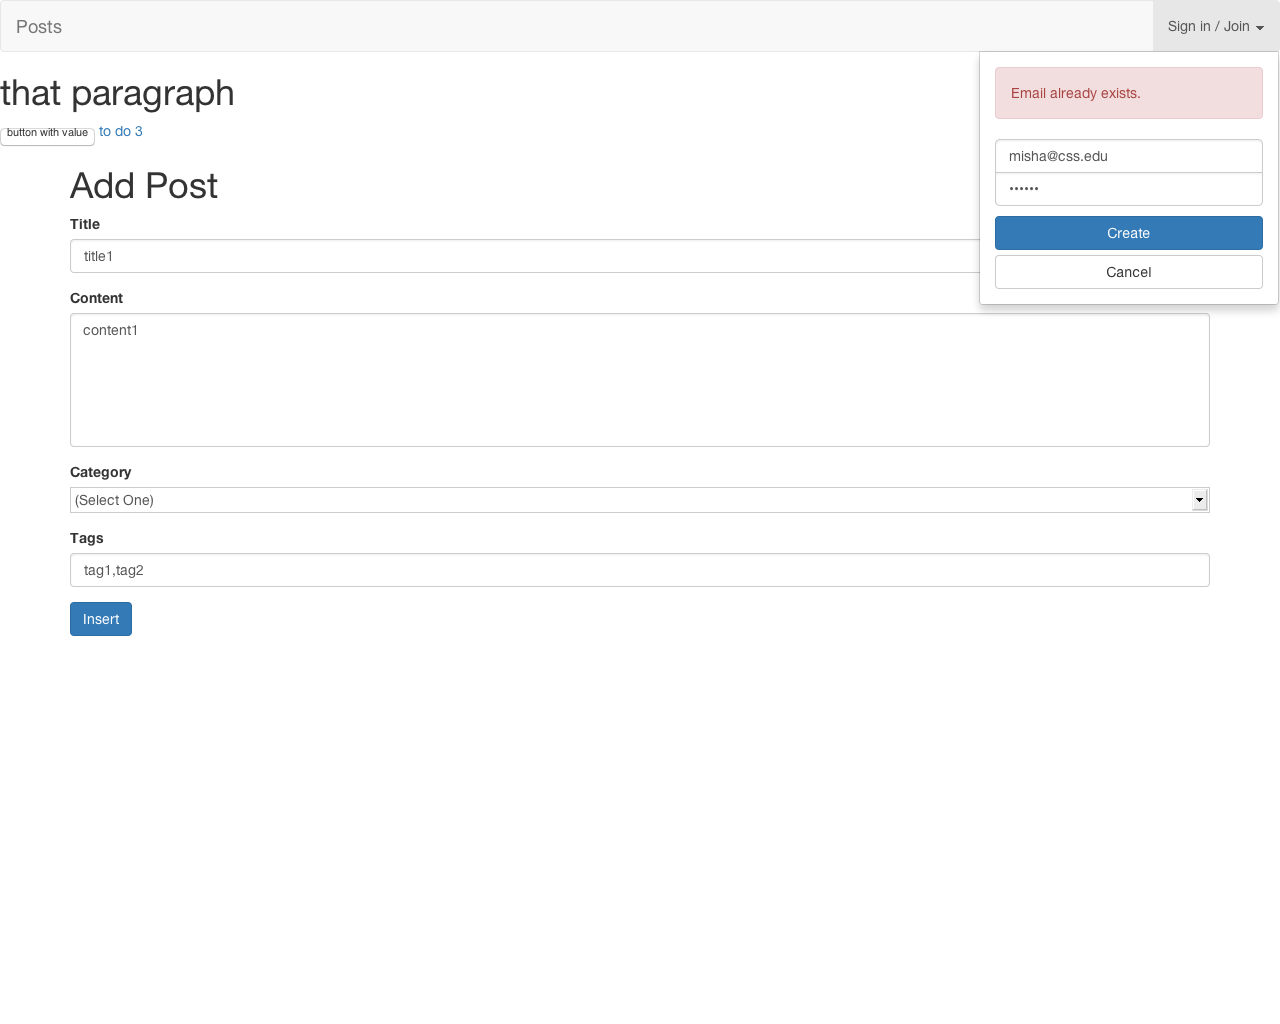 Posts
Sign in / Join
Email already exists.
misha@css.edu
••••••
Create
Cancel
that paragraph
button with value to do 3
Add Post
Title
title1
Content
content1
Category
(Select One)
Tags
tag1,tag2
Insert